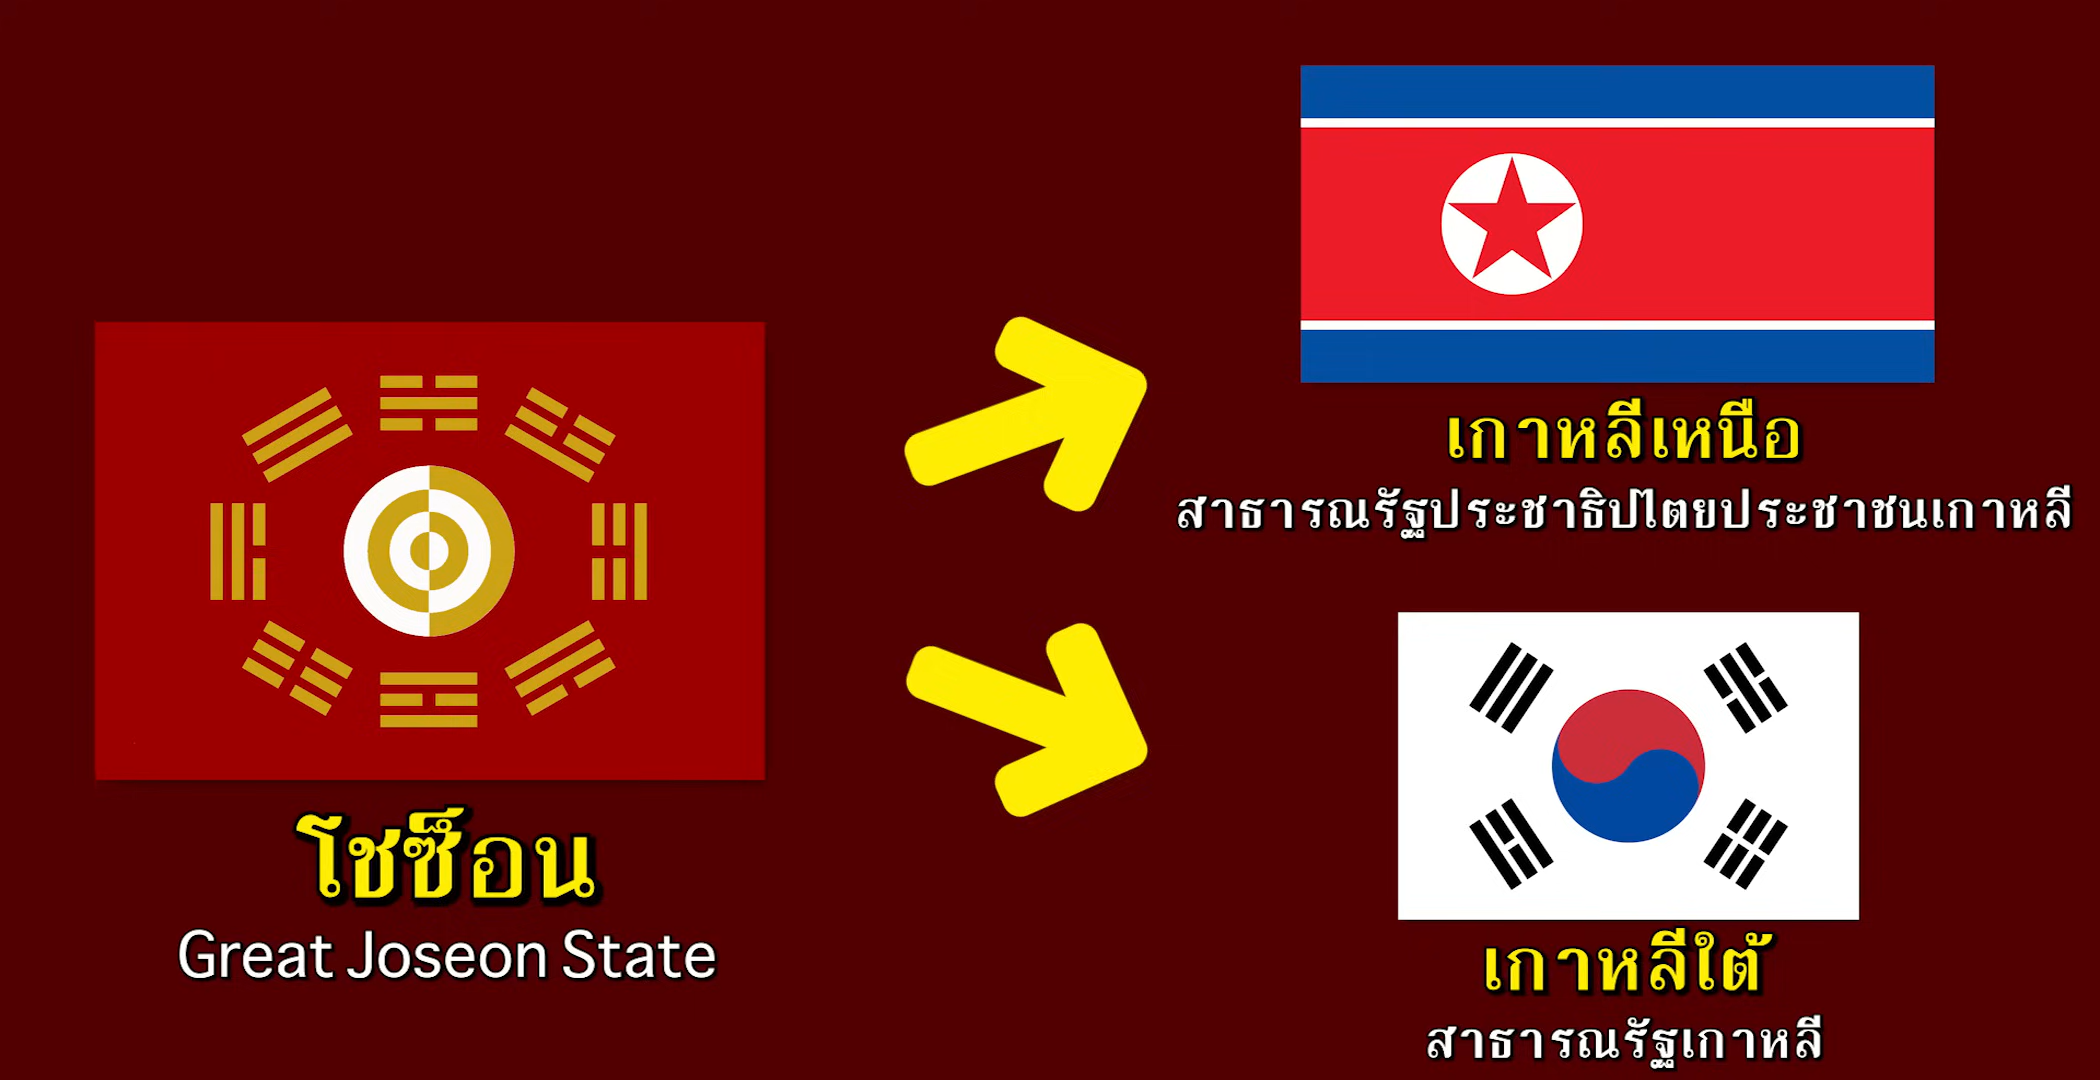 โชซ็อน
Great Joseon State
เกาหลีเหนือ
สาธารณรัฐประชาธิปไตยประชาชนเกาหลี
เกาหลีใต้
สาธารณรัฐเกาหลี